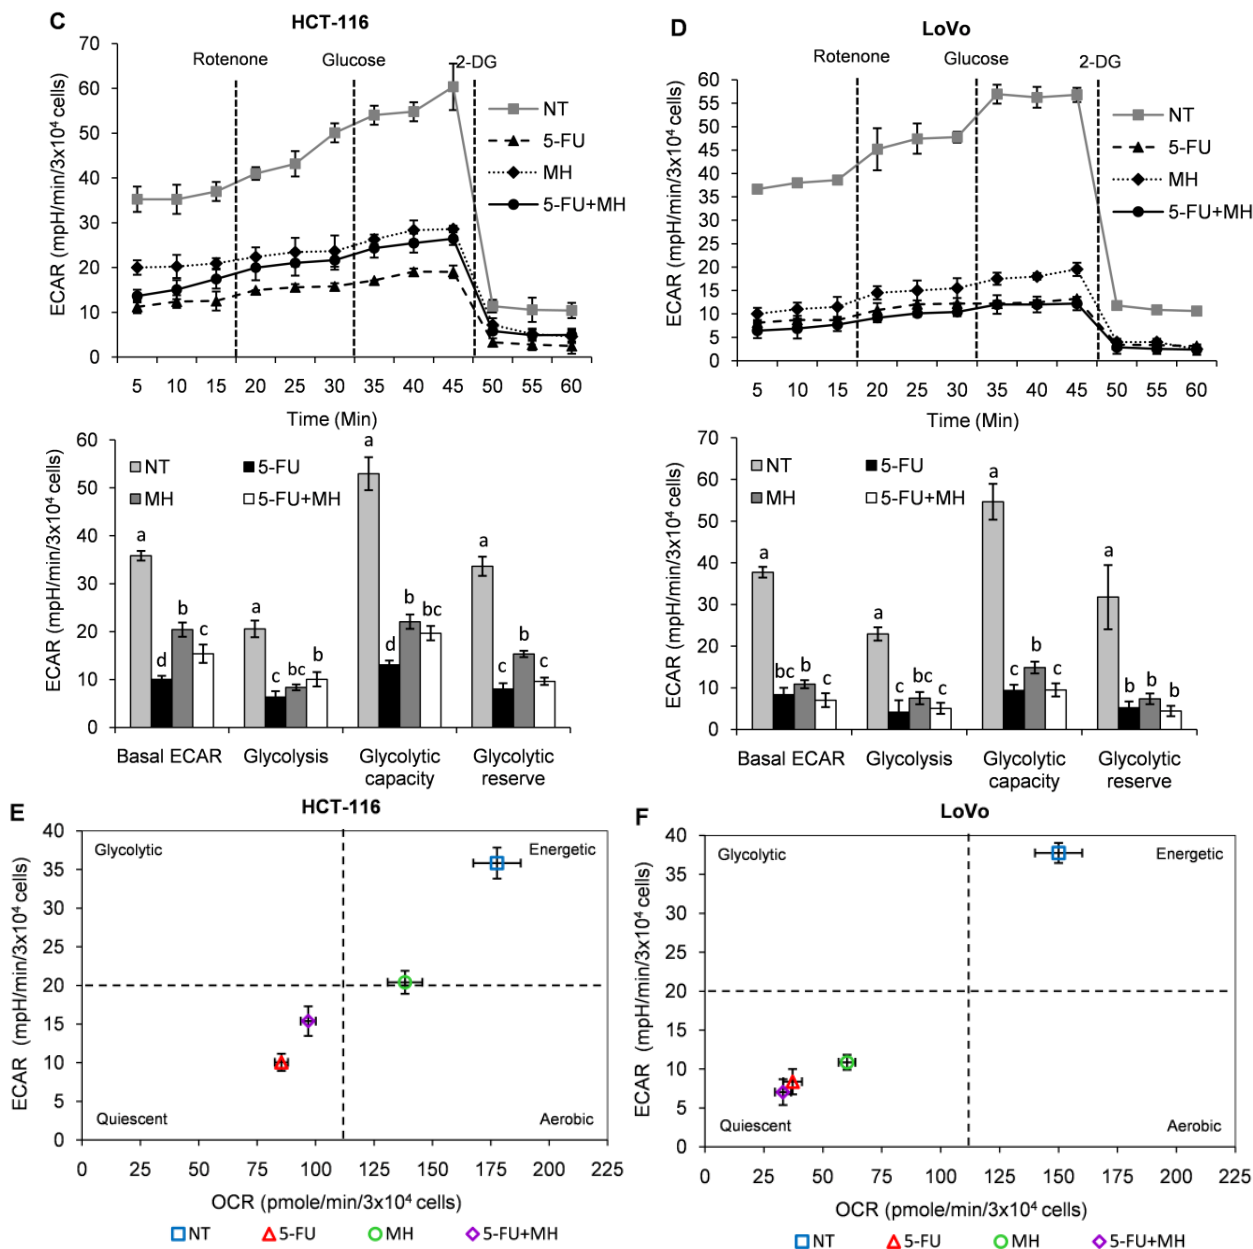 C
HCT-116
ECAR (mpH/min/3x10⁴ cells)
70
60
50
40
30
20
10
0
Rotenone
Glucose
2-DG
NT
5-FU
MH
5-FU+MH
5 10 15 20 25 30 35 40 45 50 55 60
Time (Min)
D
LoVo
ECAR (mpH/min/3x10⁴ cells)
60
55
50
45
40
35
30
25
20
15
10
5
0
Rotenone
Glucose
2-DG
NT
5-FU
MH
5-FU+MH
5 10 15 20 25 30 35 40 45 50 55 60
Time (Min)
ECAR (mpH/min/3x10⁴ cells)
60
50
40
30
20
10
0
NT 5-FU
MH 5-FU+MH
a d b c
a c bc b
a d b bc
a c b c
Basal ECAR Glycolysis Glycolytic capacity Glycolytic reserve
ECAR (mpH/min/3x10⁴ cells)
70
60
50
40
30
20
10
0
NT 5-FU
MH 5-FU+MH
a bc b c
a c bc c
a c b c
a b b b
Basal ECAR Glycolysis Glycolytic capacity Glycolytic reserve
E
HCT-116
ECAR (mpH/min/3x10⁴ cells)
40
35
30
25
20
15
10
5
0
Glycolytic Energetic
Quiescent Aerobic
0 25 50 75 100 125 150 175 200 225
OCR (pmole/min/3x10⁴ cells)
NT 5-FU MH 5-FU+MH
F
LoVo
ECAR (mpH/min/3x10⁴ cells)
40
35
30
25
20
15
10
5
0
Glycolytic Energetic
Quiescent Aerobic
0 25 50 75 100 125 150 175 200 225
OCR (pmole/min/3x10⁴ cells)
NT 5-FU MH 5-FU+MH